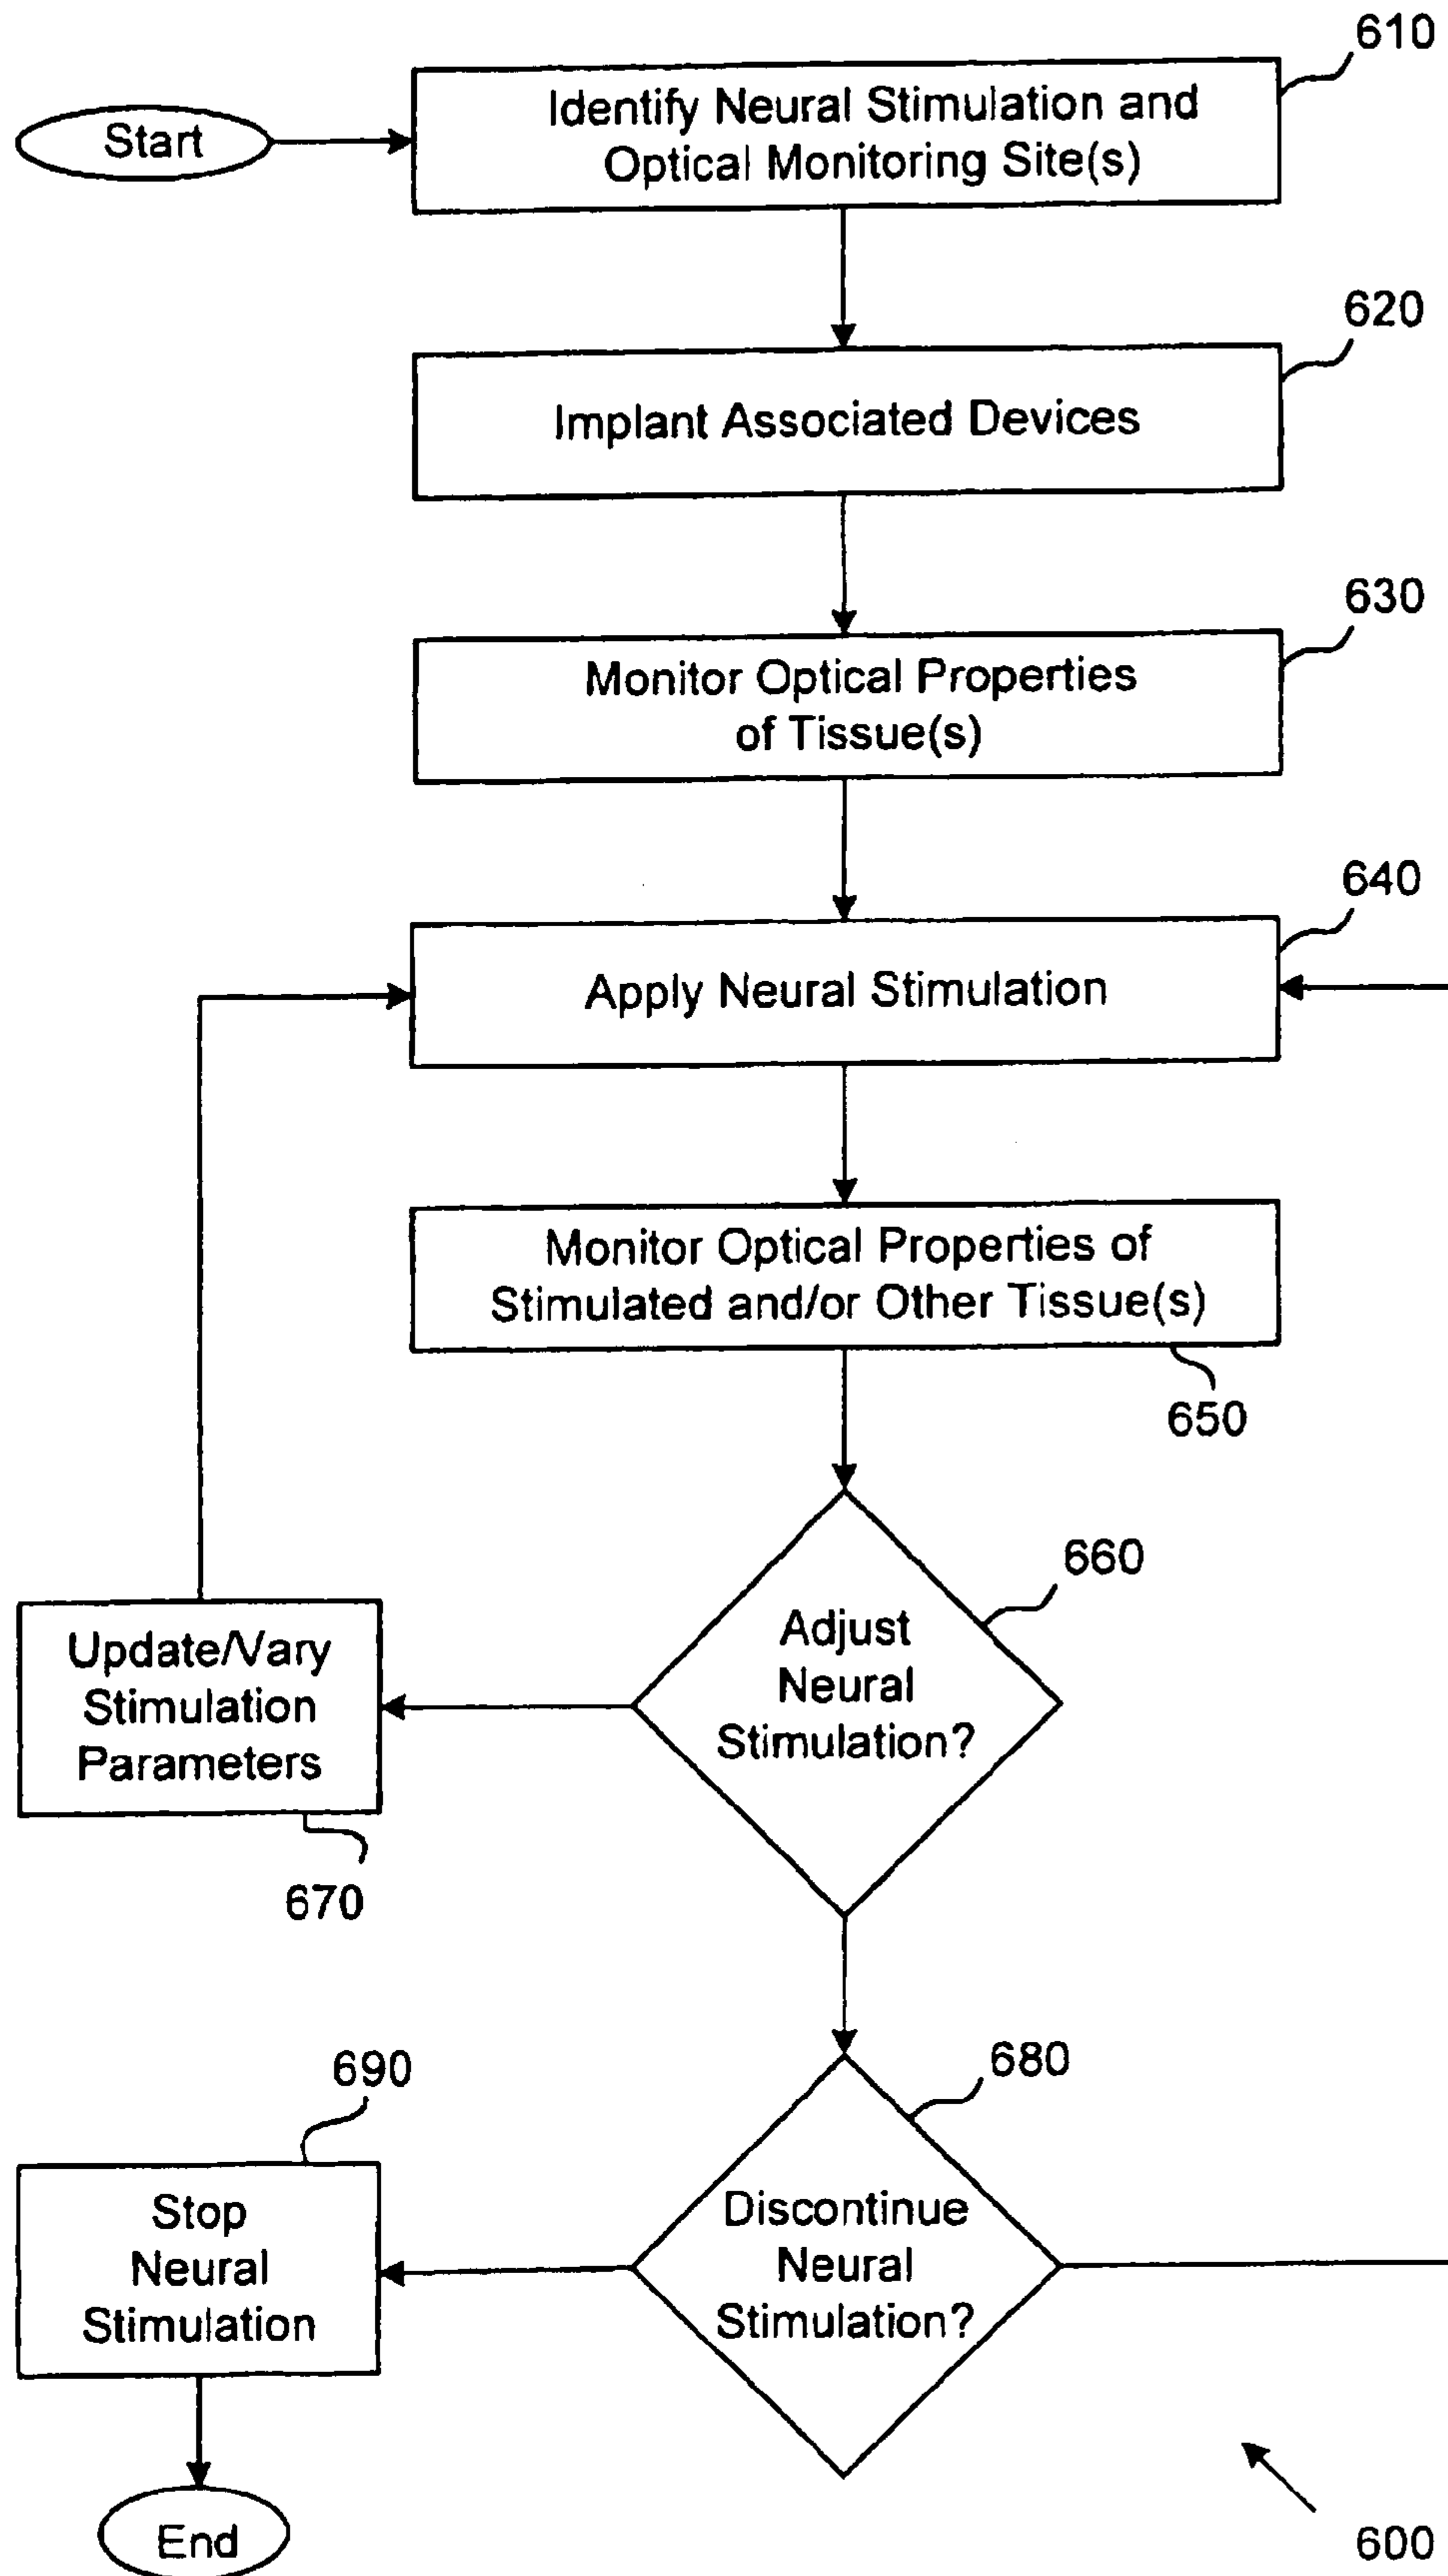 610
Start
Identify Neural Stimulation and
Optical Monitoring Site(s)
620
Implant Associated Devices
630
Monitor Optical Properties
of Tissue(s)
640
Apply Neural Stimulation
Monitor Optical Properties of
Stimulated and/or Other Tissue(s)
650
660
Adjust
Neural
Stimulation?
Update/Vary
Stimulation
Parameters
670
680
690
Discontinue
Neural
Stimulation?
Stop
Neural
Stimulation
End
600